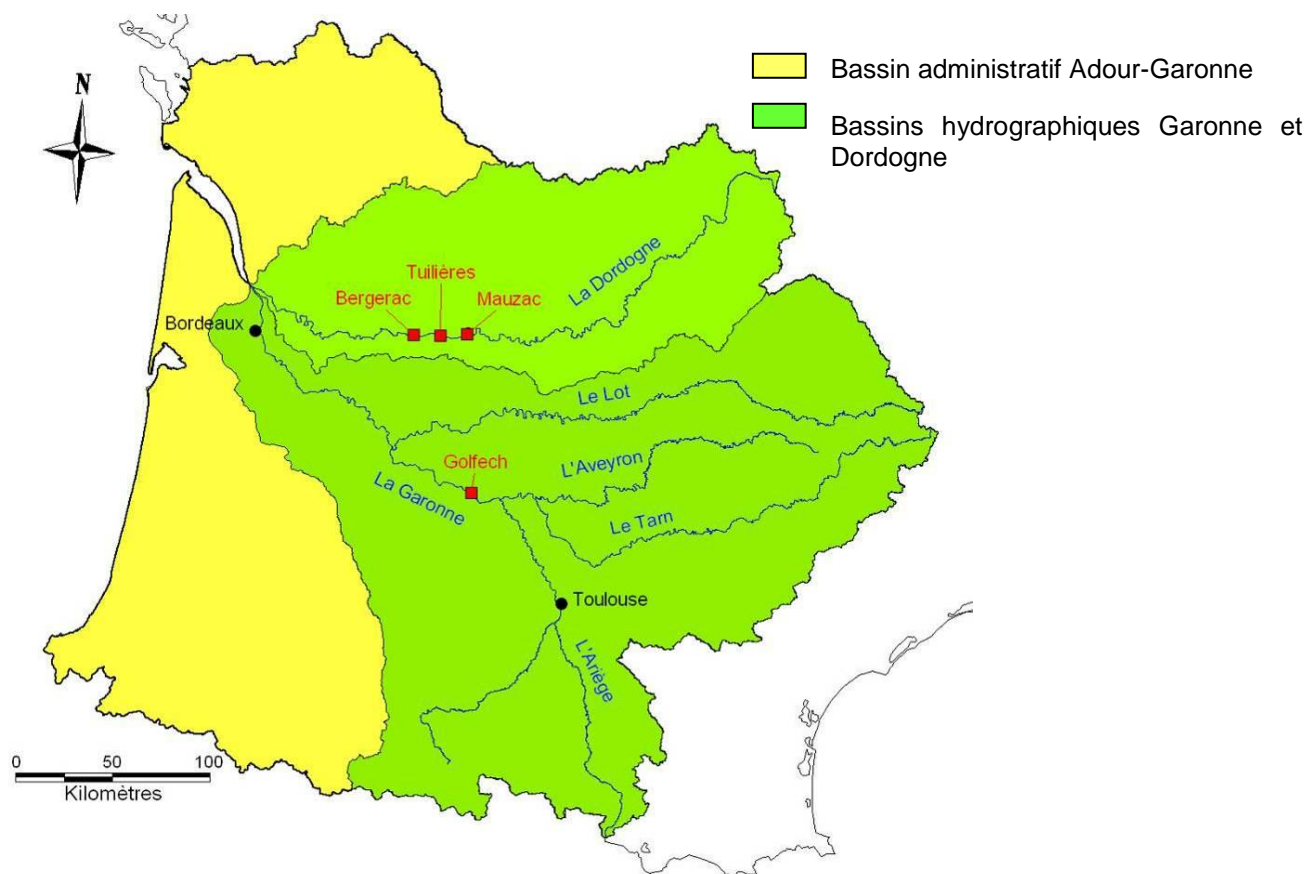 Bassin administratif Adour-Garonne
Bassins hydrographiques Garonne et
Dordogne
N
La Dordogne
Tuilières
Bergerac
Mauzac
Bordeaux
Le Lot
L'Aveyron
Golfech
La Garonne
Le Tarn
Toulouse
L'Ariège
0 50 100
Kilomètres